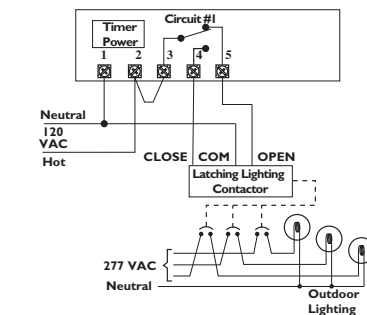 Circuit #1
Timer
Power
1 2 3 4 5
Neutral
120
VAC
Hot
CLOSE COM OPEN
Latching Lighting
Contactor
277 VAC
Neutral
Outdoor
Lighting